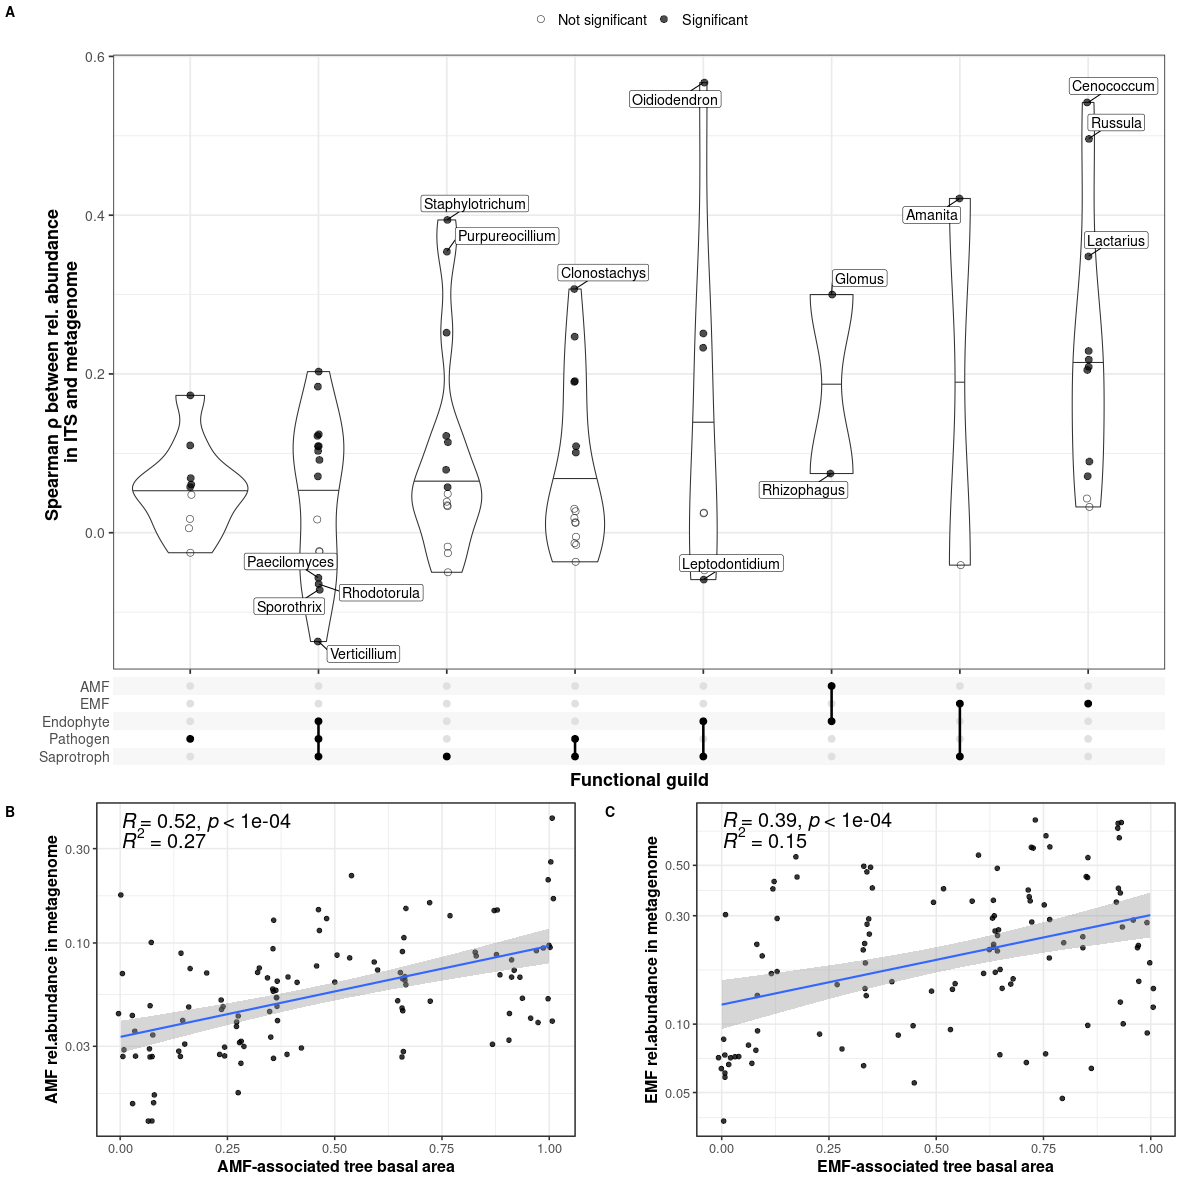 A
Not significant Significant
Spearman ρ between rel. abundance
in ITS and metagenome
0.6
0.4
0.2
0.0
Cenococcum
Oidiodendron
Russula
Staphylotrichum
Amanita
Purpureocillium
Lactarius
Clonostachys
Glomus
Rhizophagus
Paecilomyces
Leptodontidium
Rhodotorula
Sporothrix
Verticillium
AMF
EMF
Endophyte
Pathogen
Saprotroph
Functional guild
B
R = 0.52, p < 1e-04
R2 = 0.27
AMF rel.abundance in metagenome
0.30
0.10
0.03
0.00 0.25 0.50 0.75 1.00
AMF-associated tree basal area
C
R = 0.39, p < 1e-04
R2 = 0.15
EMF rel.abundance in metagenome
0.50
0.30
0.10
0.05
0.00 0.25 0.50 0.75 1.00
EMF-associated tree basal area